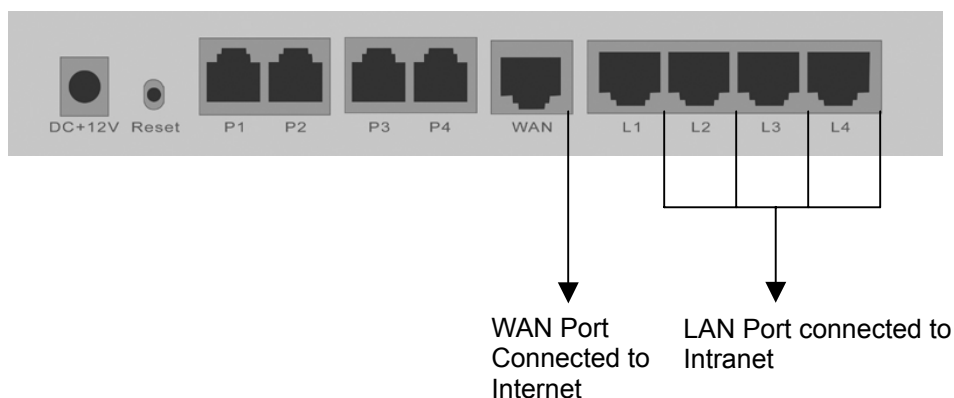 DC+12V Reset P1 P2 P3 P4 WAN L1 L2 L3 L4
WAN Port
Connected to
Internet
LAN Port connected to
Intranet